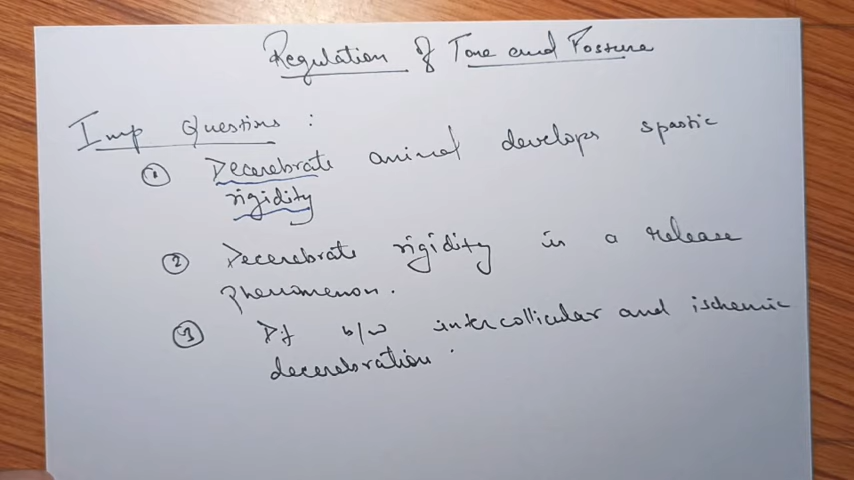 Regulation of Tone and Posture
Imp Questions :
① Decerebrate animal develops spastic
rigidity
② Decerebrate rigidity is a release
phenomenon.
③ Dif b/w intercollicular and ischemic
decerebration.